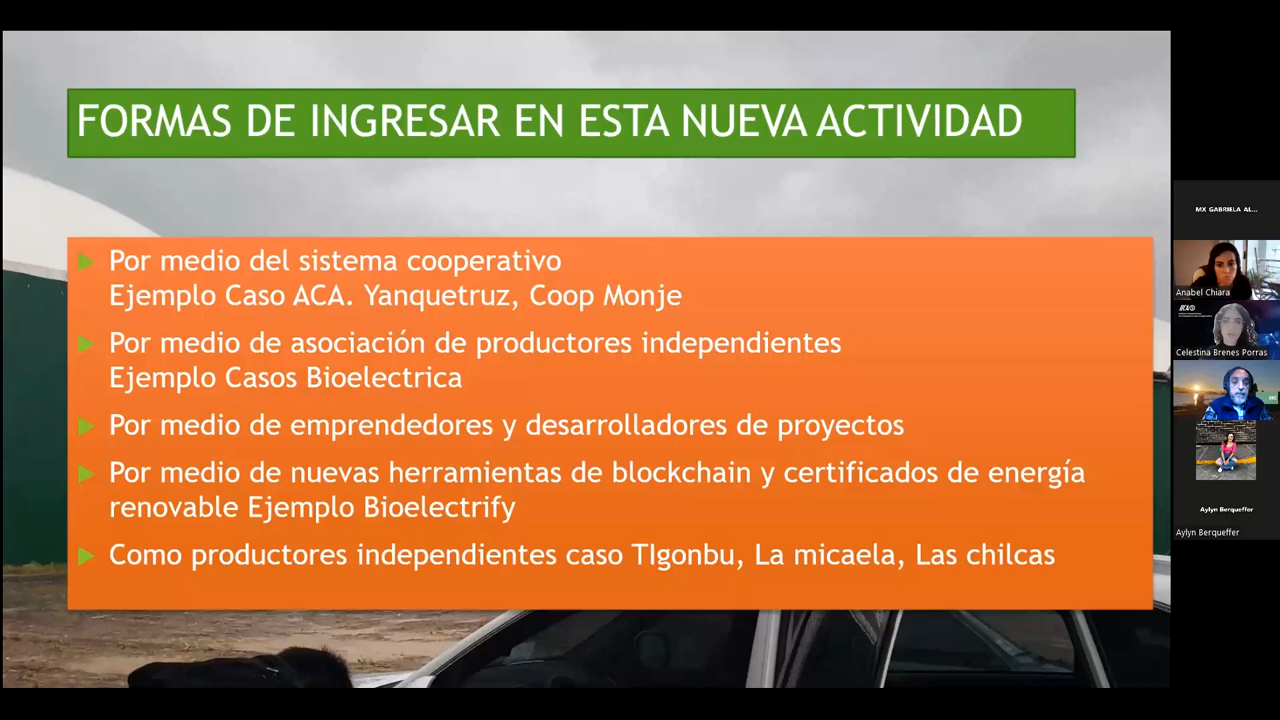 FORMAS DE INGRESAR EN ESTA NUEVA ACTIVIDAD
Por medio del sistema cooperativo
Ejemplo Caso ACA. Yanquetruz, Coop Monje
Por medio de asociación de productores independientes
Ejemplo Casos Bioelectrica
Por medio de emprendedores y desarrolladores de proyectos
Por medio de nuevas herramientas de blockchain y certificados de energía
renovable Ejemplo Bioelectrify
Como productores independientes caso TIgonbu, La micaela, Las chilcas
MX GABRIELA AL...
Anabel Chiara
Celestina Brenes Porras
Aylyn Berqueffer
Aylyn Berqueffer